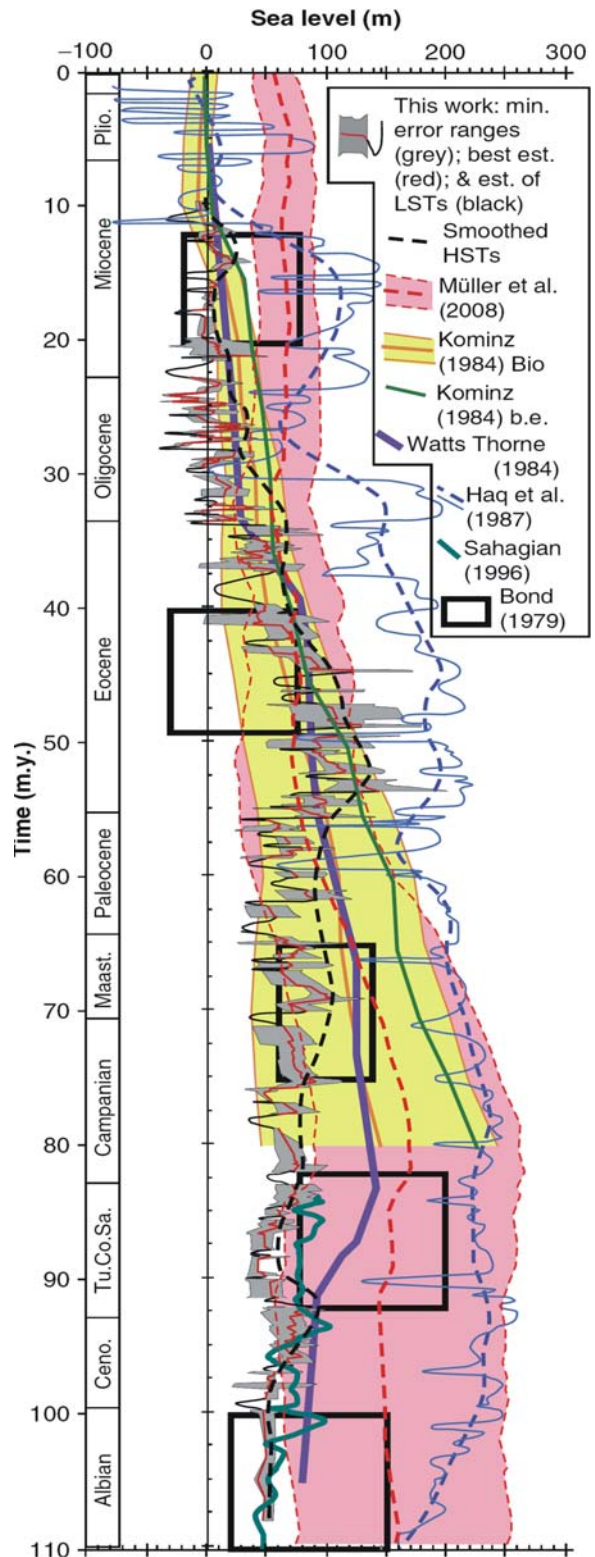 Sea level (m)
−100 0 100 200 300
0
10
20
30
40
50
60
70
80
90
100
110
Time (m.y.)
Plio.
Miocene
Oligocene
Eocene
Paleocene
Maast.
Campanian
Tu.Co.Sa.
Ceno.
Albian
This work: min.
error ranges
(grey); best est.
(red); & est. of
LSTs (black)
Smoothed
HSTs
Müller et al.
(2008)
Kominz
(1984) Bio
Kominz
(1984) b.e.
Watts Thorne
(1984)
Haq et al.
(1987)
Sahagian
(1996)
Bond
(1979)